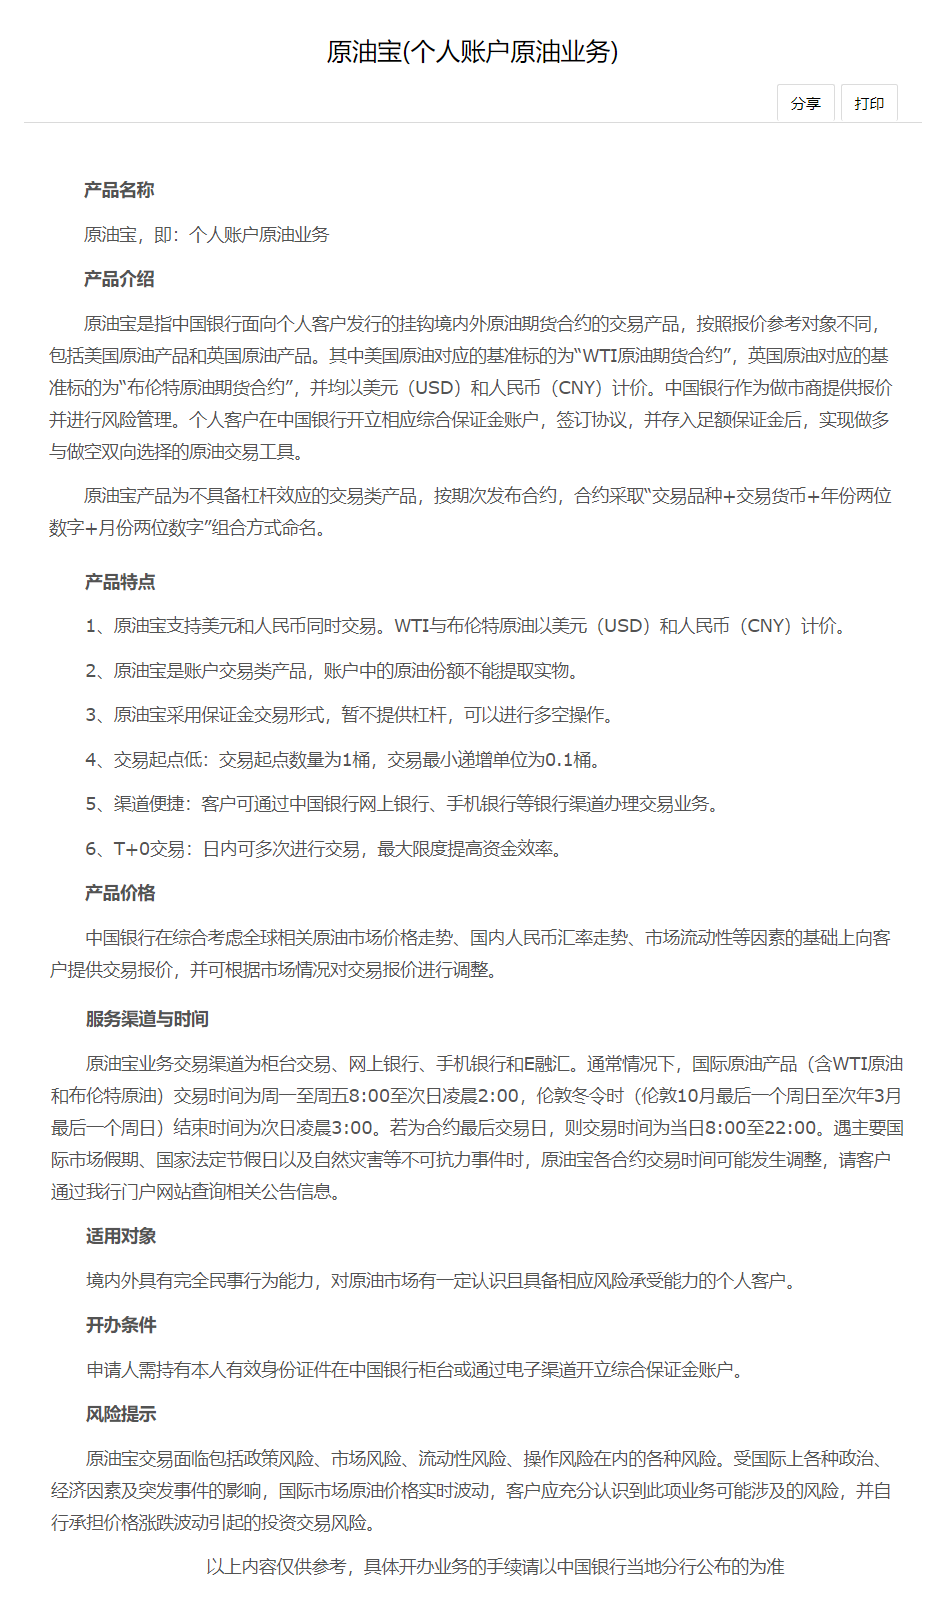 原油宝(个人账户原油业务)
分享
打印
产品名称
原油宝，即：个人账户原油业务
产品介绍
原油宝是指中国银行面向个人客户发行的挂钩境内外原油期货合约的交易产品，按照报价参考对象不同，
包括美国原油产品和英国原油产品。其中美国原油对应的基准标的为“WTI原油期货合约”，英国原油对应的基
准标的为“布伦特原油期货合约”，并均以美元（USD）和人民币（CNY）计价。中国银行作为做市商提供报价
并进行风险管理。个人客户在中国银行开立相应综合保证金账户，签订协议，并存入足额保证金后，实现做多
与做空双向选择的原油交易工具。
原油宝产品为不具备杠杆效应的交易类产品，按期次发布合约，合约采取“交易品种+交易货币+年份两位
数字+月份两位数字”组合方式命名。
产品特点
1、原油宝支持美元和人民币同时交易。WTI与布伦特原油以美元（USD）和人民币（CNY）计价。
2、原油宝是账户交易类产品，账户中的原油份额不能提取实物。
3、原油宝采用保证金交易形式，暂不提供杠杆，可以进行多空操作。
4、交易起点低：交易起点数量为1桶，交易最小递增单位为0.1桶。
5、渠道便捷：客户可通过中国银行网上银行、手机银行等银行渠道办理交易业务。
6、T+0交易：日内可多次进行交易，最大限度提高资金效率。
产品价格
中国银行在综合考虑全球相关原油市场价格走势、国内人民币汇率走势、市场流动性等因素的基础上向客
户提供交易报价，并可根据市场情况对交易报价进行调整。
服务渠道与时间
原油宝业务交易渠道为柜台交易、网上银行、手机银行和E融汇。通常情况下，国际原油产品（含WTI原油
和布伦特原油）交易时间为周一至周五8:00至次日凌晨2:00，伦敦冬令时（伦敦10月最后一个周日至次年3月
最后一个周日）结束时间为次日凌晨3:00。若为合约最后交易日，则交易时间为当日8:00至22:00。遇主要国
际市场假期、国家法定节假日以及自然灾害等不可抗力事件时，原油宝各合约交易时间可能发生调整，请客户
通过我行门户网站查询相关公告信息。
适用对象
境内外具有完全民事行为能力，对原油市场有一定认识且具备相应风险承受能力的个人客户。
开办条件
申请人需持有本人有效身份证件在中国银行柜台或通过电子渠道开立综合保证金账户。
风险提示
原油宝交易面临包括政策风险、市场风险、流动性风险、操作风险在内的各种风险。受国际上各种政治、
经济因素及突发事件的影响，国际市场原油价格实时波动，客户应充分认识到此项业务可能涉及的风险，并自
行承担价格涨跌波动引起的投资交易风险。
以上内容仅供参考，具体开办业务的手续请以中国银行当地分行公布的为准